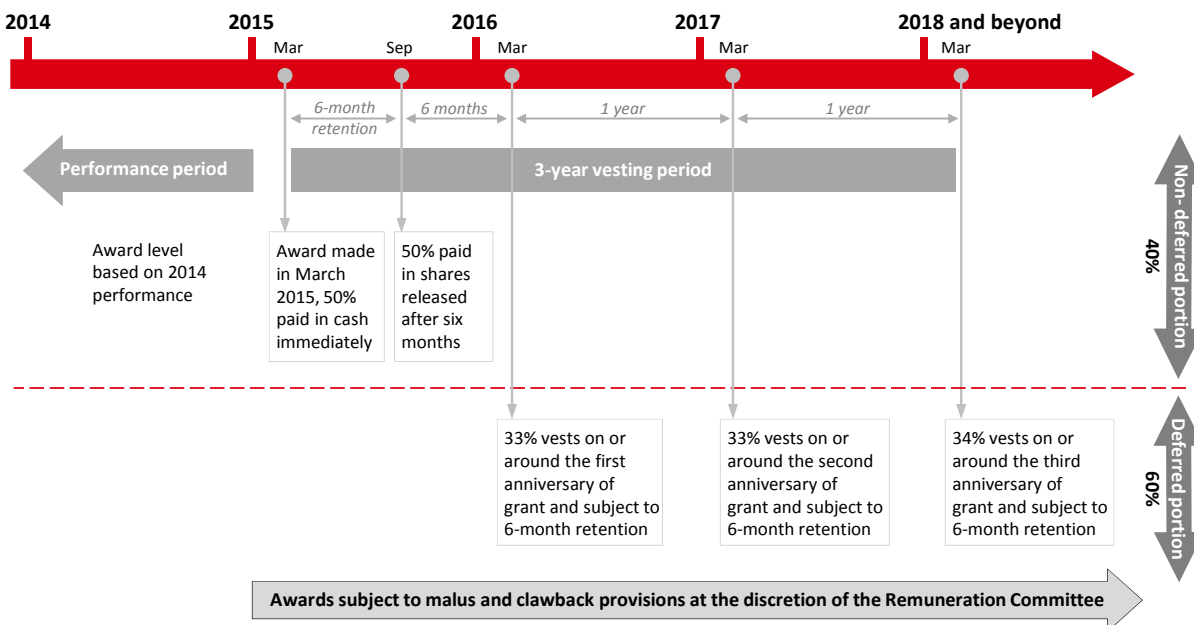 2014
2015
2016
2017
2018 and beyond
Mar
Sep
Mar
Mar
Mar
6-month
retention
6 months
1 year
1 year
Performance period
3-year vesting period
Award level
based on 2014
performance
Award made
in March
2015, 50%
paid in cash
immediately
50% paid
in shares
released
after six
months
Non- deferred portion
40%
33% vests on or
around the first
anniversary of
grant and subject to
6-month retention
33% vests on or
around the second
anniversary of
grant and subject to
6-month retention
34% vests on or
around the third
anniversary of
grant and subject to
6-month retention
Deferred portion
60%
Awards subject to malus and clawback provisions at the discretion of the Remuneration Committee